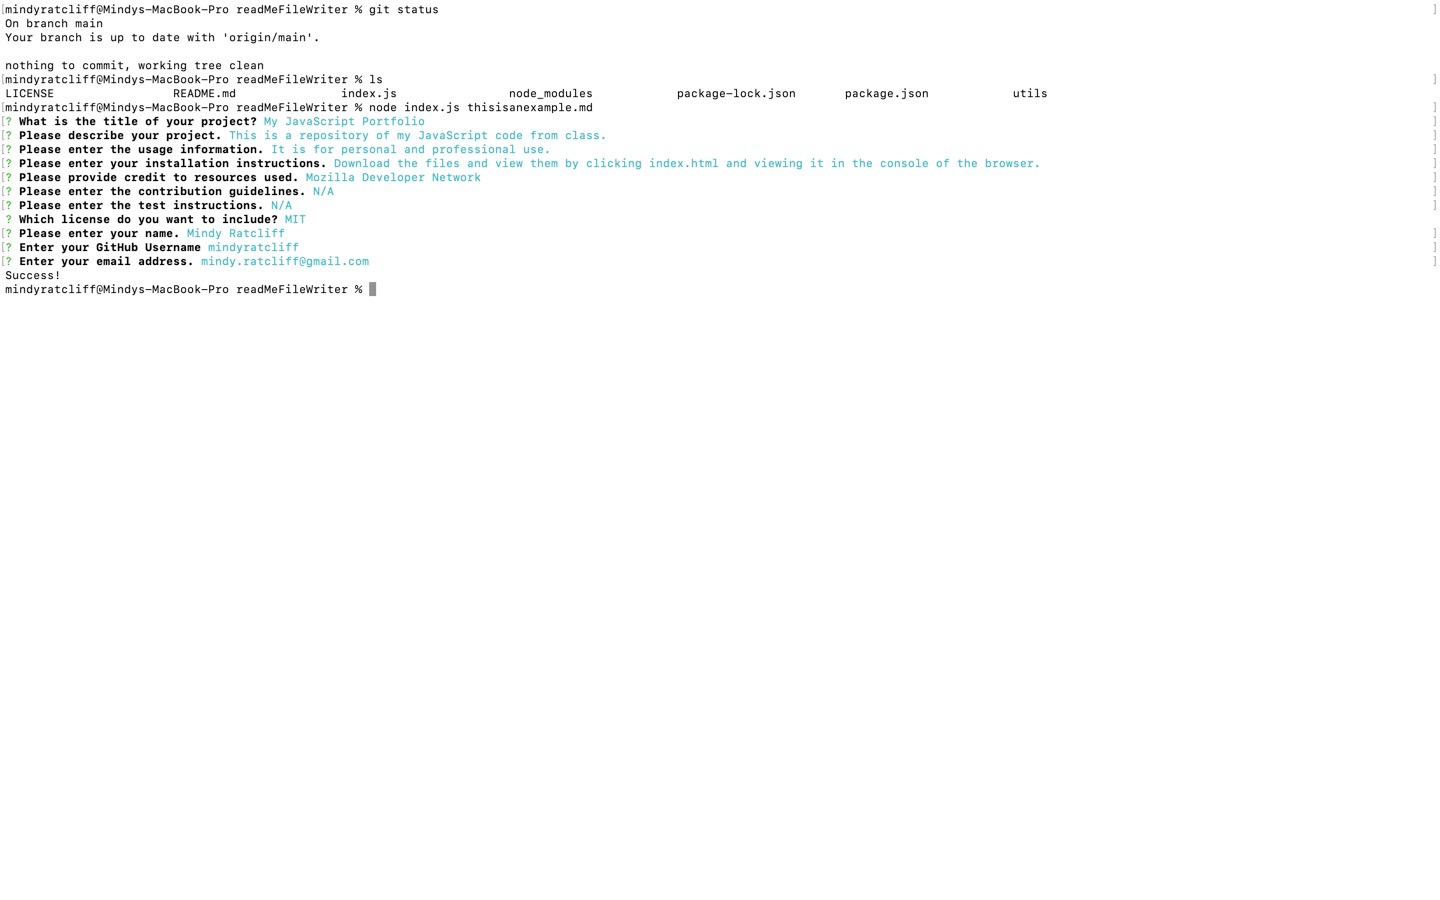 [mindyratcliff@Mindys-MacBook-Pro readMeFileWriter % git status ]
On branch main
Your branch is up to date with 'origin/main'.
nothing to commit, working tree clean
[mindyratcliff@Mindys-MacBook-Pro readMeFileWriter % ls ]
LICENSE README.md index.js node_modules package-lock.json package.json utils
[mindyratcliff@Mindys-MacBook-Pro readMeFileWriter % node index.js thisisanexample.md ]
[? What is the title of your project? My JavaScript Portfolio ]
[? Please describe your project. This is a repository of my JavaScript code from class. ]
[? Please enter the usage information. It is for personal and professional use. ]
[? Please enter your installation instructions. Download the files and view them by clicking index.html and viewing it in the console of the browser. ]
[? Please provide credit to resources used. Mozilla Developer Network ]
[? Please enter the contribution guidelines. N/A ]
[? Please enter the test instructions. N/A ]
? Which license do you want to include? MIT
[? Please enter your name. Mindy Ratcliff ]
[? Enter your GitHub Username mindyratcliff ]
[? Enter your email address. mindy.ratcliff@gmail.com ]
Success!
mindyratcliff@Mindys-MacBook-Pro readMeFileWriter %